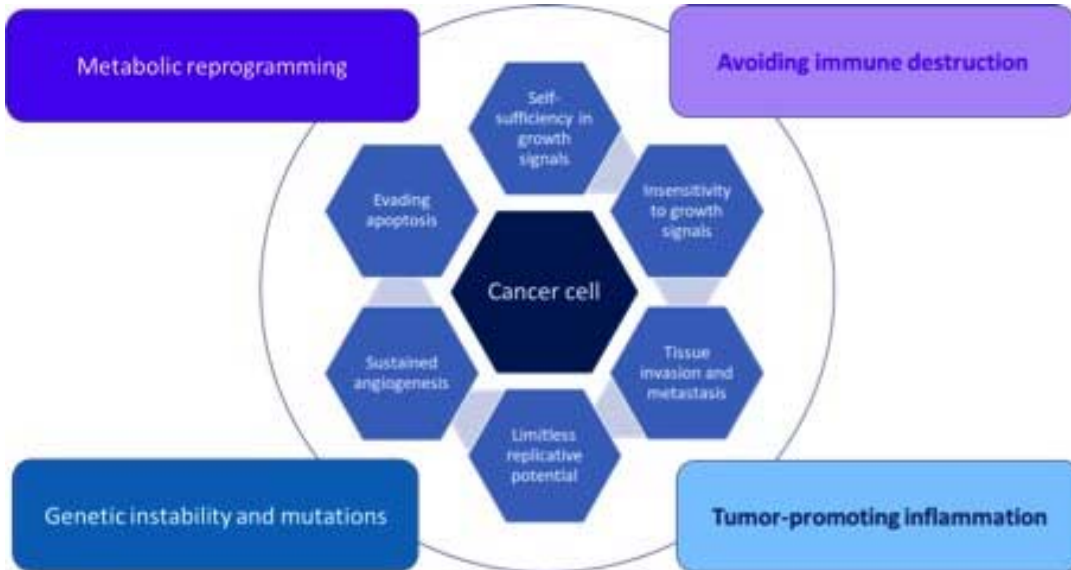 Metabolic reprogramming
Avoiding immune destruction
Self-
sufficiency in
growth
signals
Evading
apoptosis
Insensitivity
to growth
signals
Cancer cell
Sustained
angiogenesis
Tissue
invasion and
metastasis
Limitless
replicative
potential
Genetic instability and mutations
Tumor-promoting inflammation